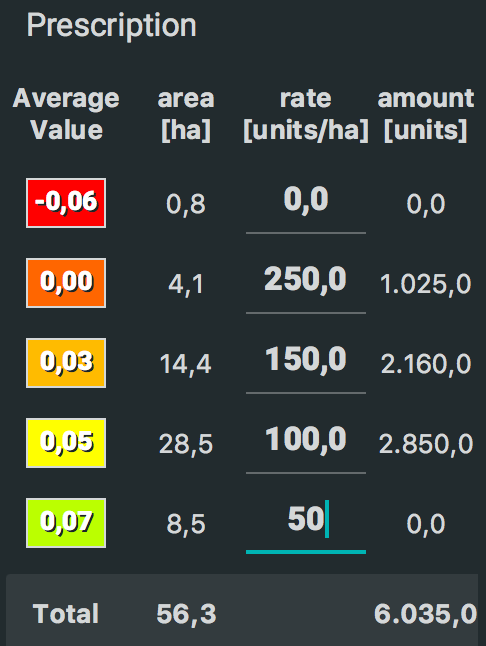 Prescription
Average Value area [ha] rate [units/ha] amount [units]
-0,06 0,8 0,0 0,0
0,00 4,1 250,0 1.025,0
0,03 14,4 150,0 2.160,0
0,05 28,5 100,0 2.850,0
0,07 8,5 50 0,0
Total 56,3 6.035,0